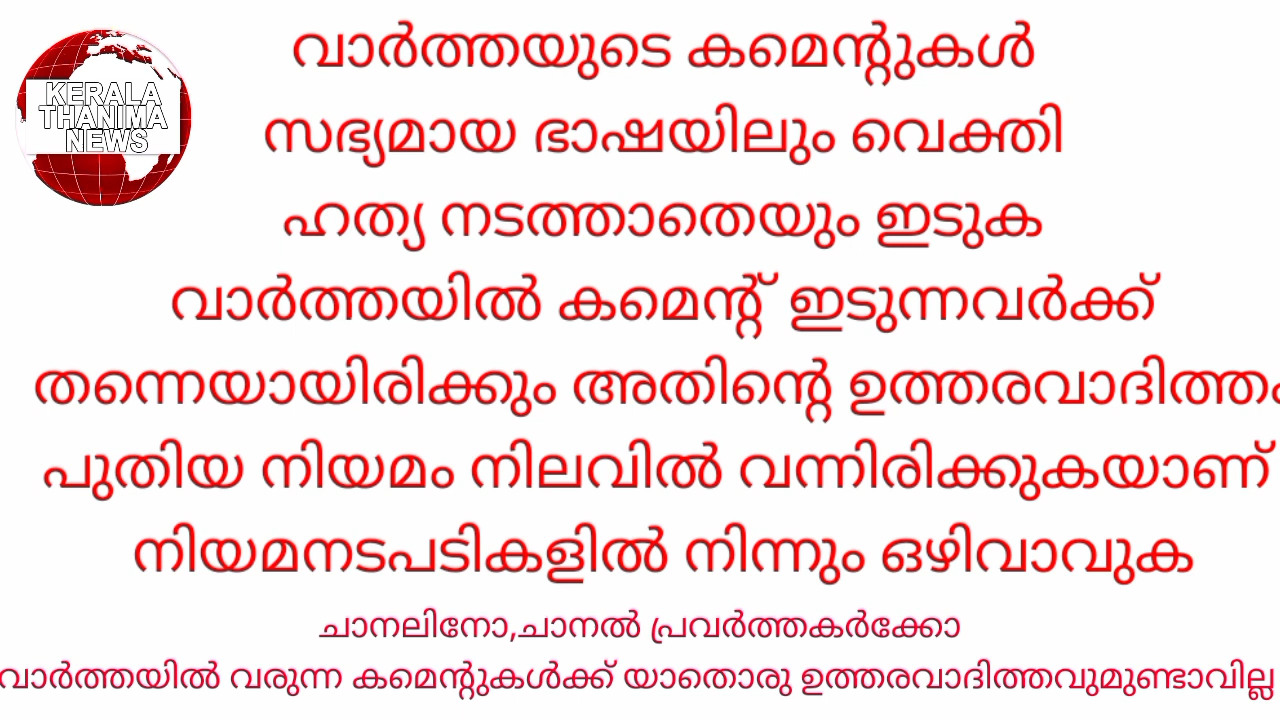 KERALA
THANIMA
NEWS
വാർത്തയുടെ കമെന്റുകൾ
സഭ്യമായ ഭാഷയിലും വെക്തി
ഹത്യ നടത്താതെയും ഇടുക
വാർത്തയിൽ കമെന്റ് ഇടുന്നവർക്ക്
തന്നെയായിരിക്കും അതിന്റെ ഉത്തരവാദിത്തം
പുതിയ നിയമം നിലവിൽ വന്നിരിക്കുകയാണ്
നിയമനടപടികളിൽ നിന്നും ഒഴിവാവുക
ചാനലിനോ,ചാനൽ പ്രവർത്തകർക്കോ
വാർത്തയിൽ വരുന്ന കമെന്റുകൾക്ക് യാതൊരു ഉത്തരവാദിത്തവുമുണ്ടാവില്ല